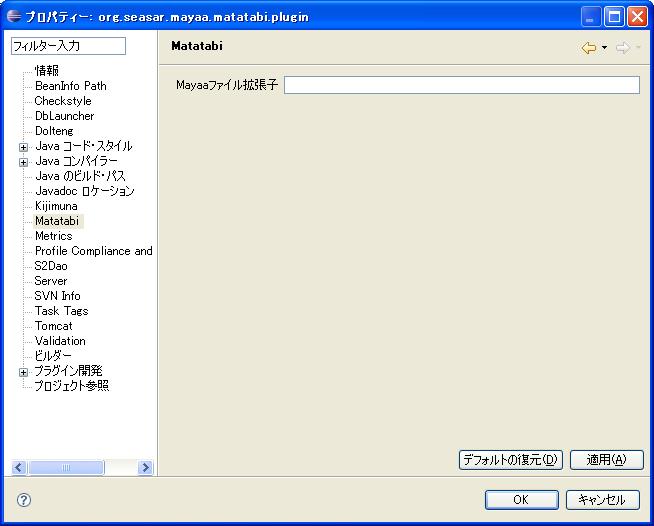 プロパティー: org.seasar.mayaa.matatabi.plugin
フィルター入力
Matatabi
情報
BeanInfo Path
Checkstyle
DbLauncher
Dolteng
Java コード・スタイル
Java コンパイラー
Java のビルド・パス
Javadoc ロケーション
Kijimuna
Matatabi
Metrics
Profile Compliance and
S2Dao
Server
SVN Info
Task Tags
Tomcat
Validation
ビルダー
プラグイン開発
プロジェクト参照
Mayaaファイル拡張子
デフォルトの復元(D)
適用(A)
OK
キャンセル